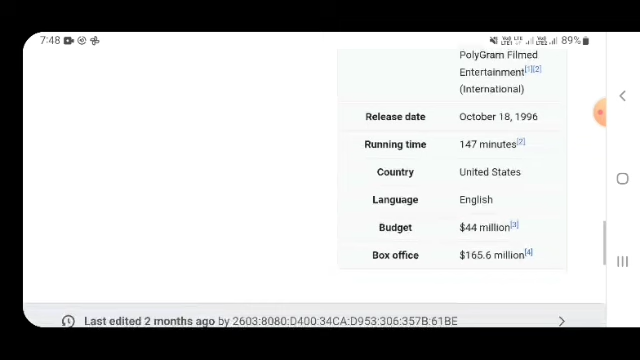 7:48 89%
PolyGram Filmed
Entertainment[1][2]
(International)
Release date October 18, 1996
Running time 147 minutes[2]
Country United States
Language English
Budget $44 million[3]
Box office $165.6 million[4]
Last edited 2 months ago by 2603:8080:D400:34CA:D953:306:357B:61BE